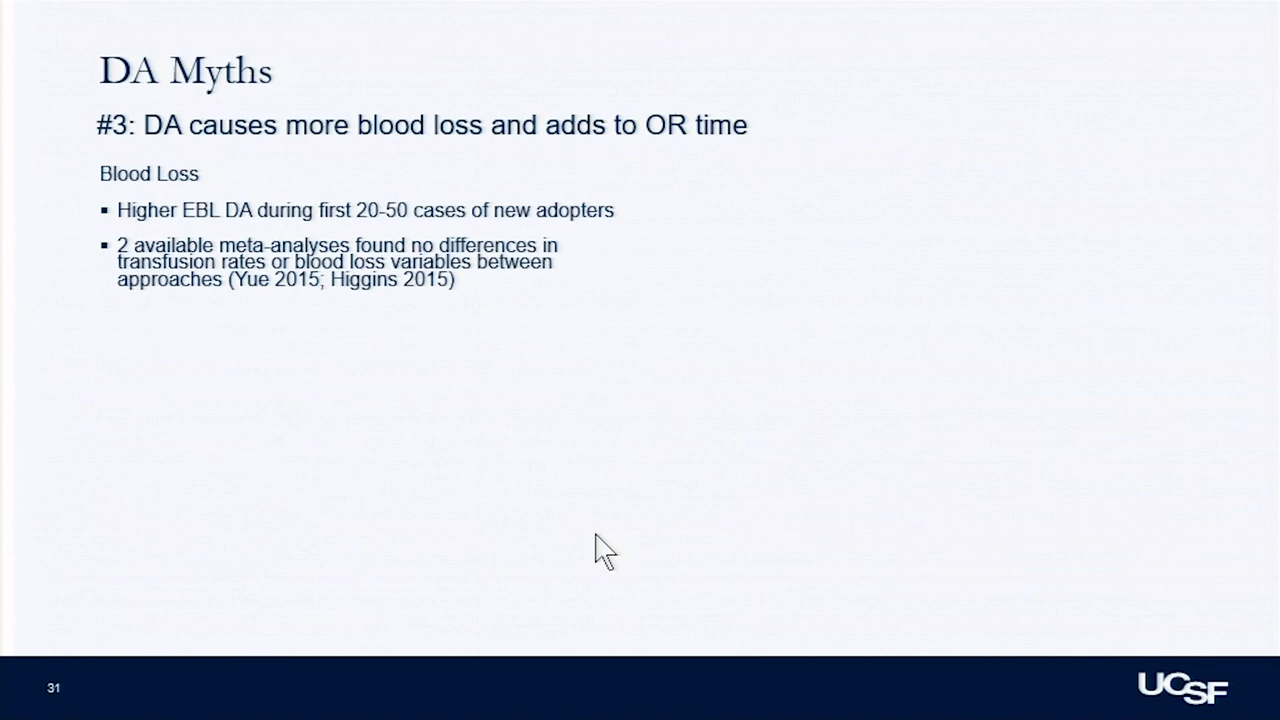 DA Myths
#3: DA causes more blood loss and adds to OR time
Blood Loss
▪ Higher EBL DA during first 20-50 cases of new adopters
▪ 2 available meta-analyses found no differences in
transfusion rates or blood loss variables between
approaches (Yue 2015; Higgins 2015)
31
UCSF